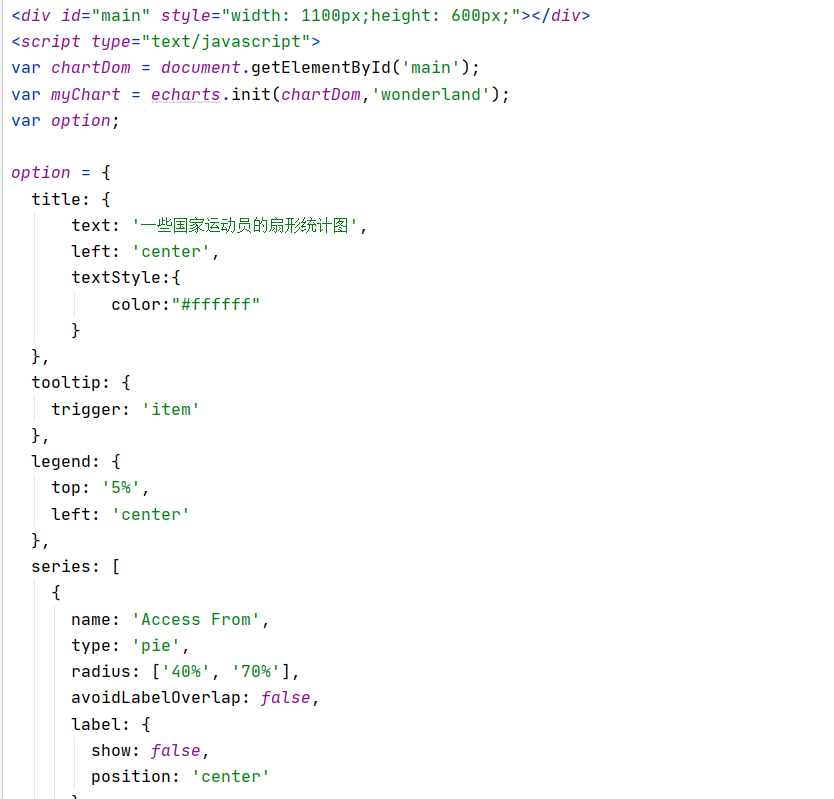 <div id="main" style="width: 1100px;height: 600px;"></div>
<script type="text/javascript">
var chartDom = document.getElementById('main');
var myChart = echarts.init(chartDom,'wonderland');
var option;

option = {
  title: {
      text: '一些国家运动员的扇形统计图',
      left: 'center',
      textStyle:{
          color:"#ffffff"
      }
  },
  tooltip: {
    trigger: 'item'
  },
  legend: {
    top: '5%',
    left: 'center'
  },
  series: [
    {
      name: 'Access From',
      type: 'pie',
      radius: ['40%', '70%'],
      avoidLabelOverlap: false,
      label: {
        show: false,
        position: 'center'